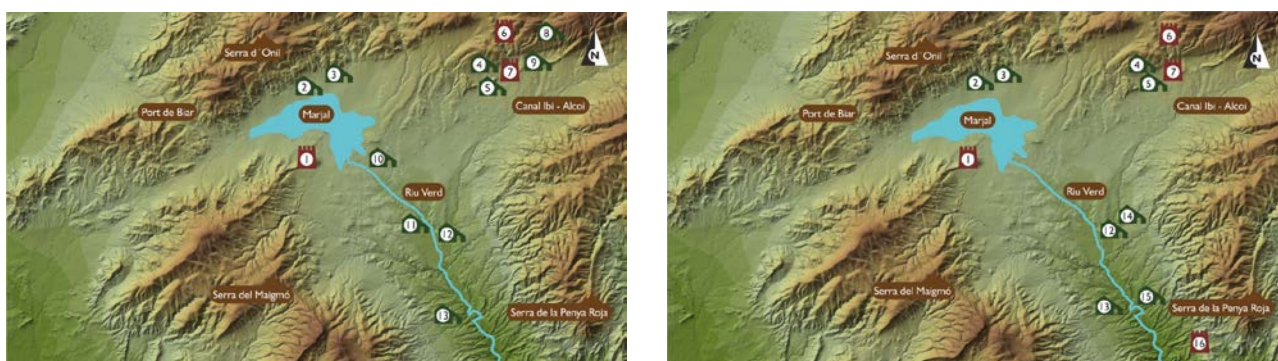 Serra d'Onil
6
8
4
9
3
7
2
5
N
Canal Ibi - Alcoi
Port de Biar
Marjal
1
10
Riu Verd
11
12
Serra del Maigmó
13
Serra de la Penya Roja
6
Serra d'Onil
4
3
7
2
5
N
Canal Ibi - Alcoi
Port de Biar
Marjal
1
Riu Verd
14
12
Serra del Maigmó
15
13
Serra de la Penya Roja
16